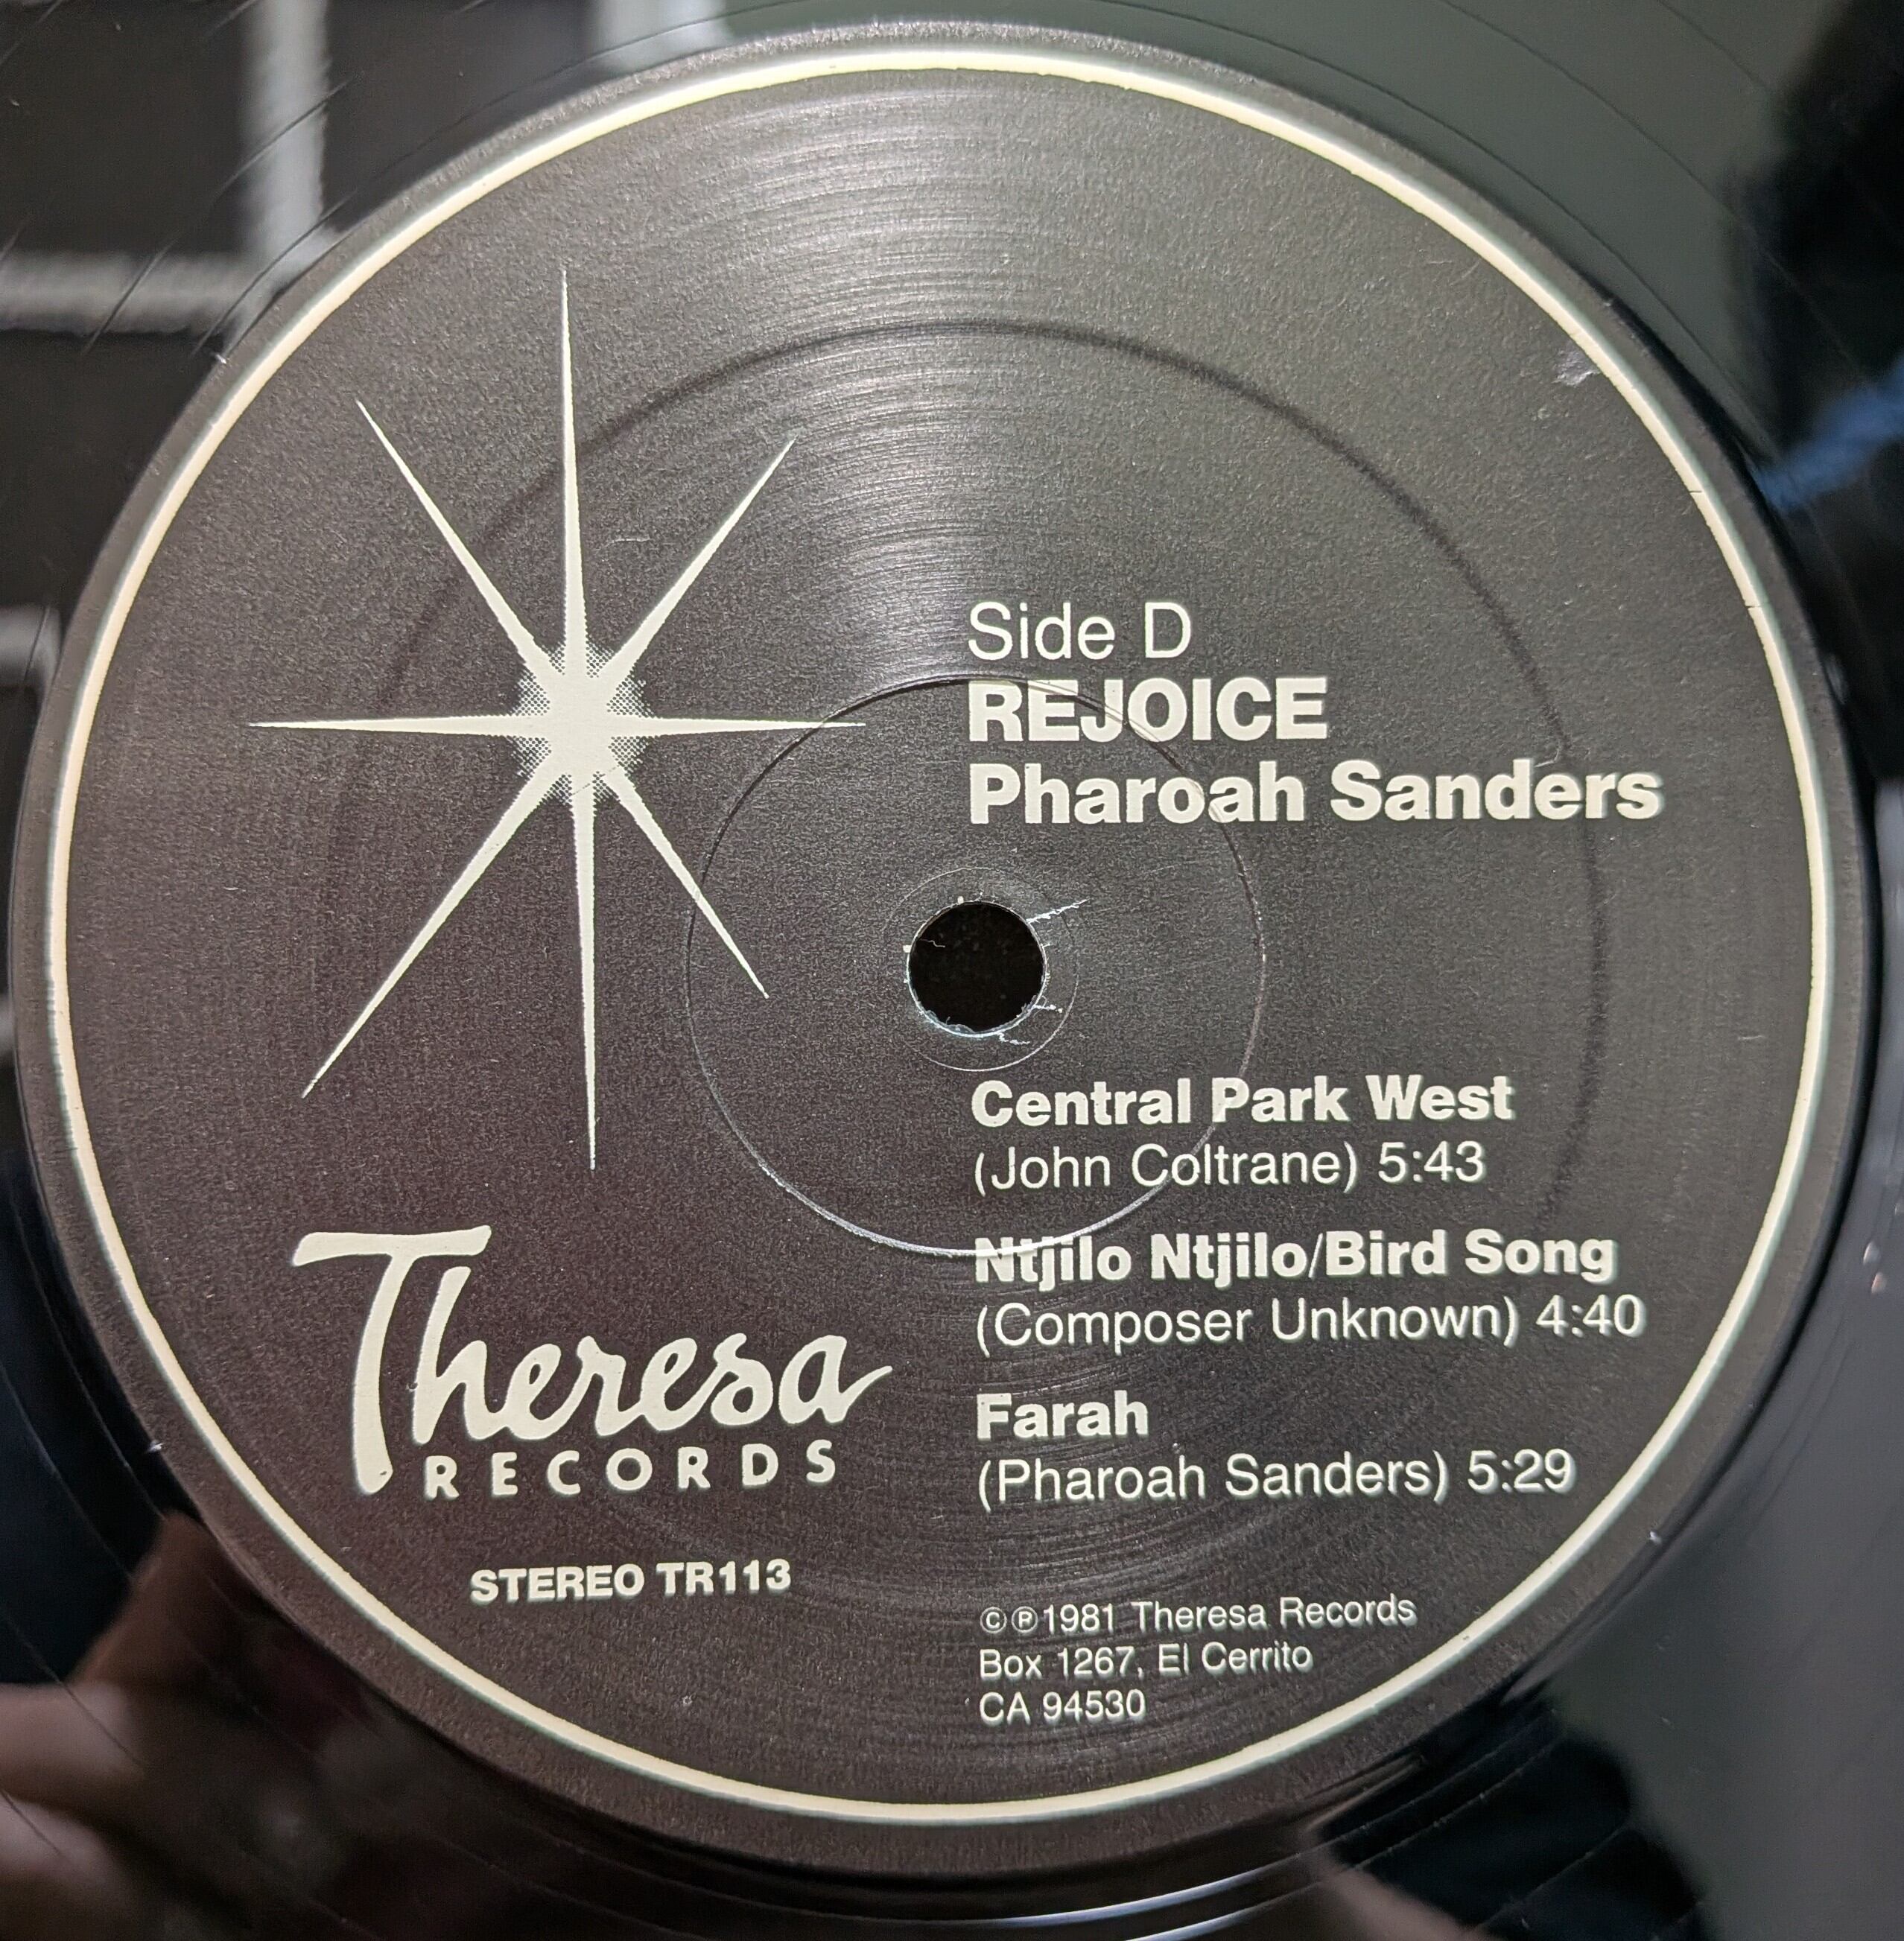 Side D
REJOICE
Pharoah Sanders
Central Park West
(John Coltrane) 5:43
Ntjilo Ntjilo/Bird Song
(Composer Unknown) 4:40
Farah
(Pharoah Sanders) 5:29
Theresa
RECORDS
STEREO TR113
©℗1981 Theresa Records
Box 1267, El Cerrito
CA 94530